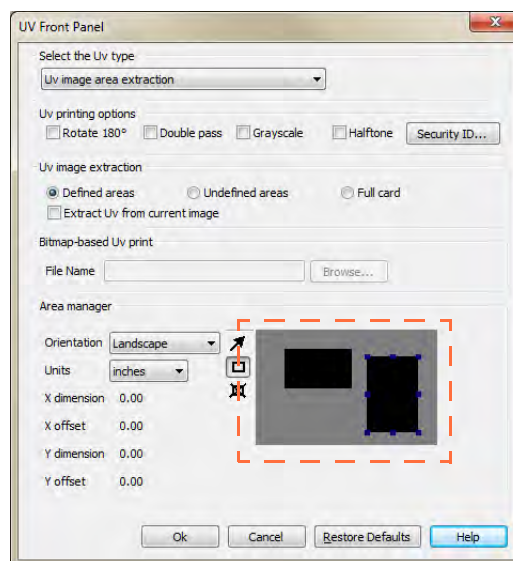 UV Front Panel
Select the Uv type
Uv image area extraction
Uv printing options
Rotate 180° Double pass Grayscale Halftone Security ID...
Uv image extraction
Defined areas Undefined areas Full card
Extract Uv from current image
Bitmap-based Uv print
File Name Browse...
Area manager
Orientation Landscape
Units inches
X dimension 0.00
X offset 0.00
Y dimension 0.00
Y offset 0.00
Ok Cancel Restore Defaults Help